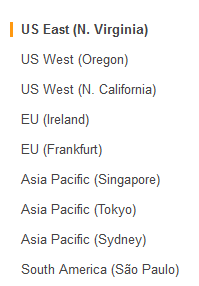 US East (N. Virginia)
US West (Oregon)
US West (N. California)
EU (Ireland)
EU (Frankfurt)
Asia Pacific (Singapore)
Asia Pacific (Tokyo)
Asia Pacific (Sydney)
South America (São Paulo)